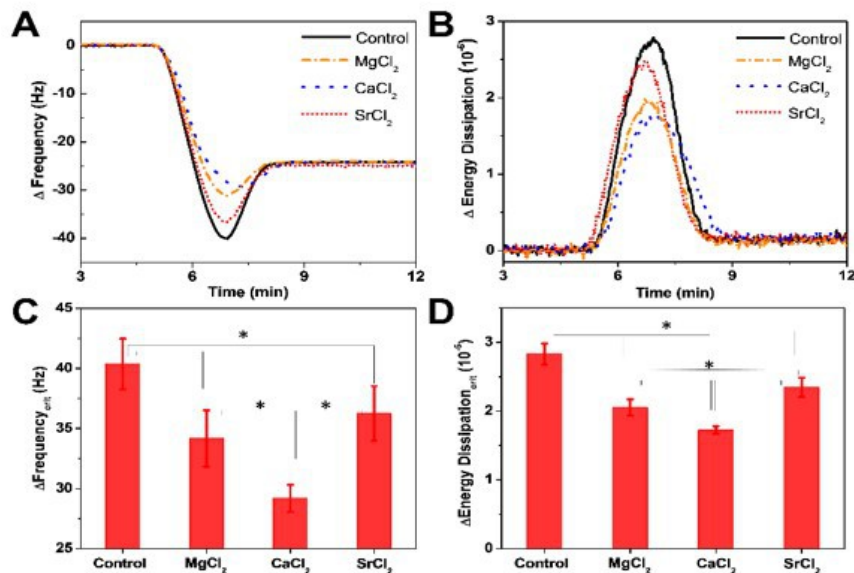 A
Δ Frequency (Hz)
0
-10
-20
-30
-40
3
6
9
12
Time (min)
Control
MgCl₂
CaCl₂
SrCl₂
B
Δ Energy Dissipation (10⁻⁶)
3
2
1
0
3
6
9
12
Time (min)
Control
MgCl₂
CaCl₂
SrCl₂
C
ΔFrequency_crit (Hz)
45
40
35
30
25
*
* *
Control MgCl₂ CaCl₂ SrCl₂
D
ΔEnergy Dissipation_crit (10⁻⁶)
3
2
1
0
*
*
Control MgCl₂ CaCl₂ SrCl₂